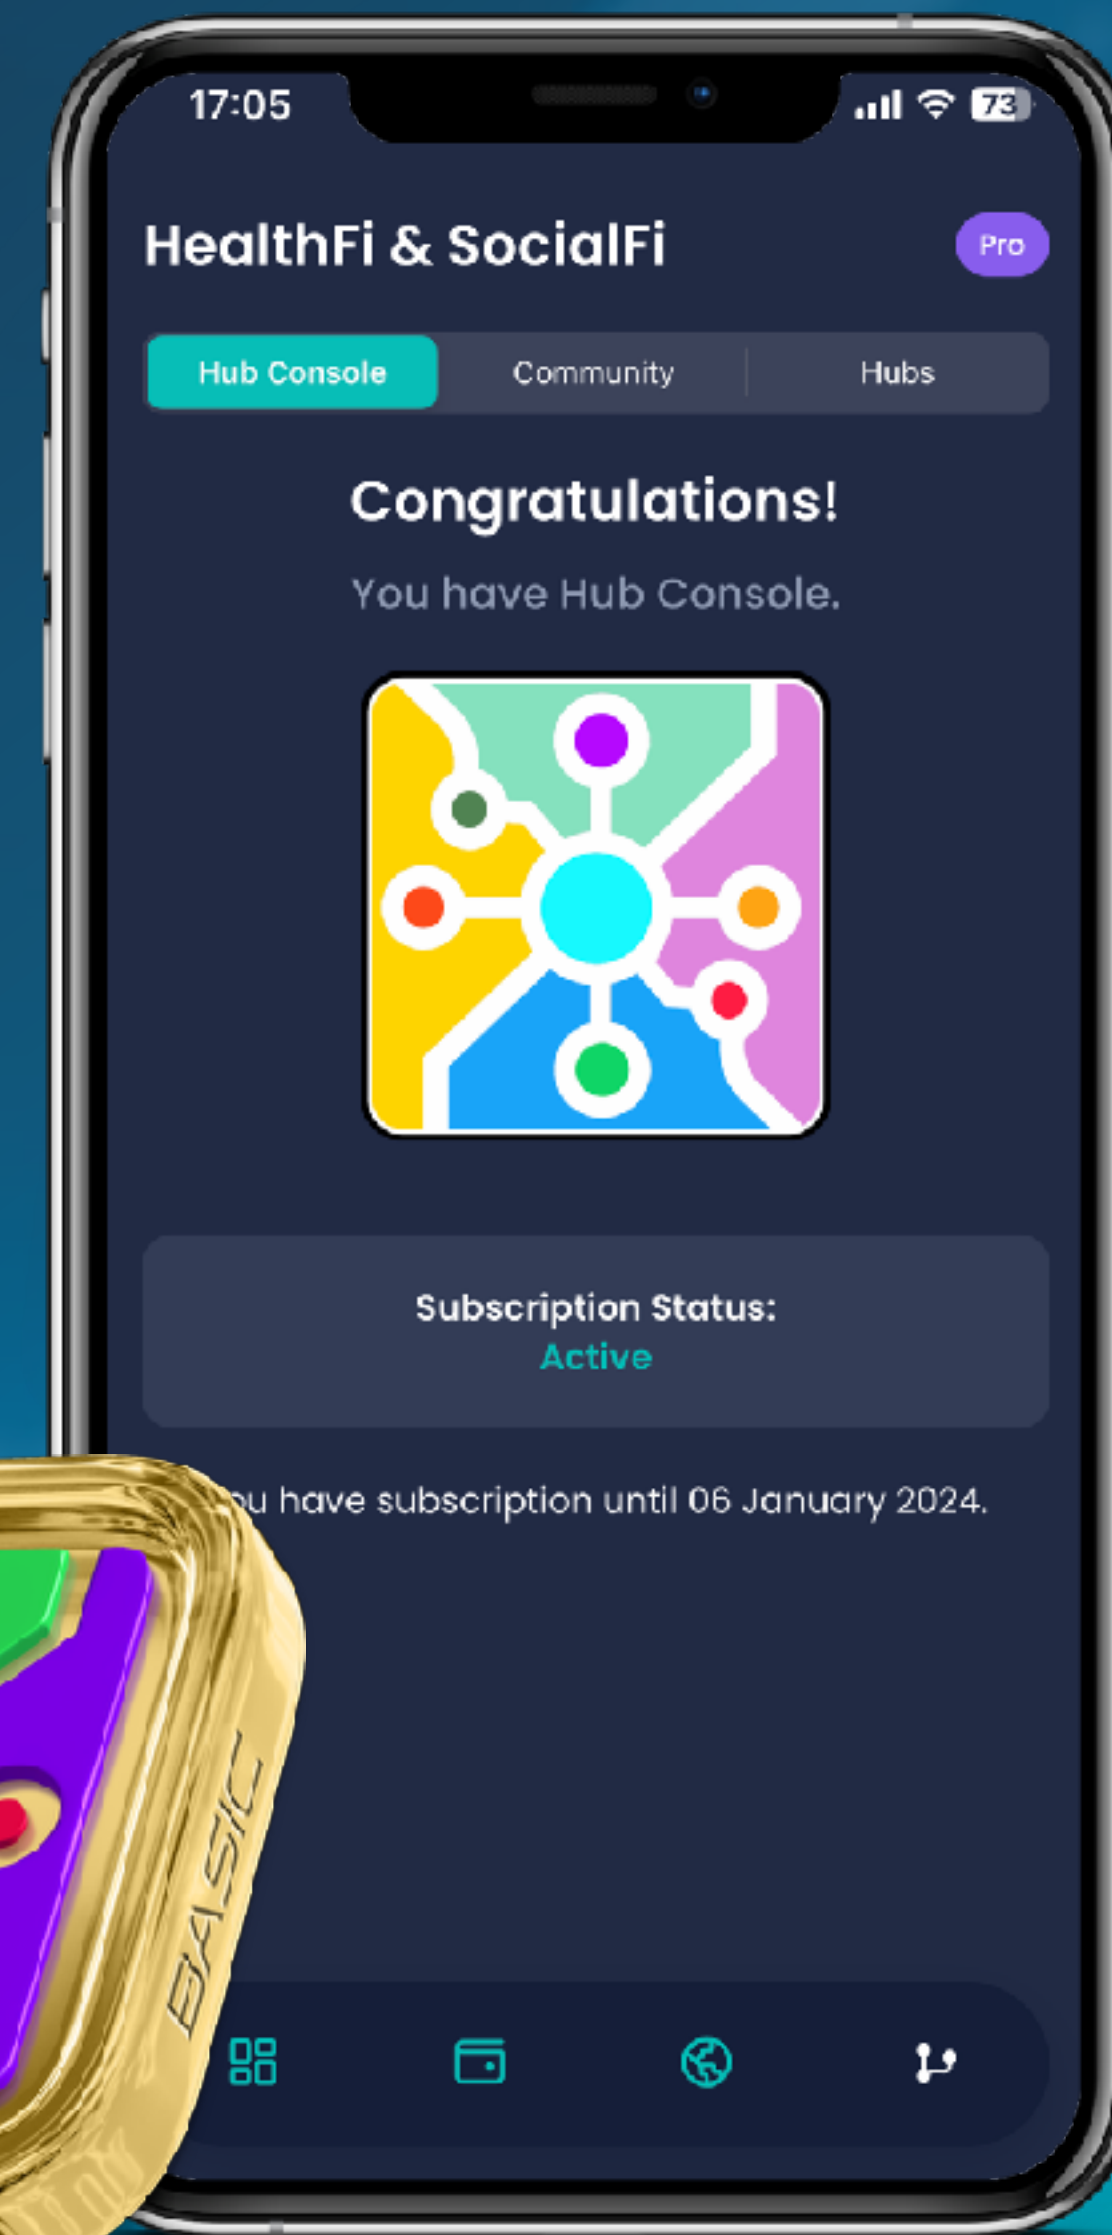 17:05
73
HealthFi & SocialFi
Pro
Hub Console
Community
Hubs
Congratulations!
You have Hub Console.
Subscription Status:
Active
have subscription until 06 January 2024.
BASIC